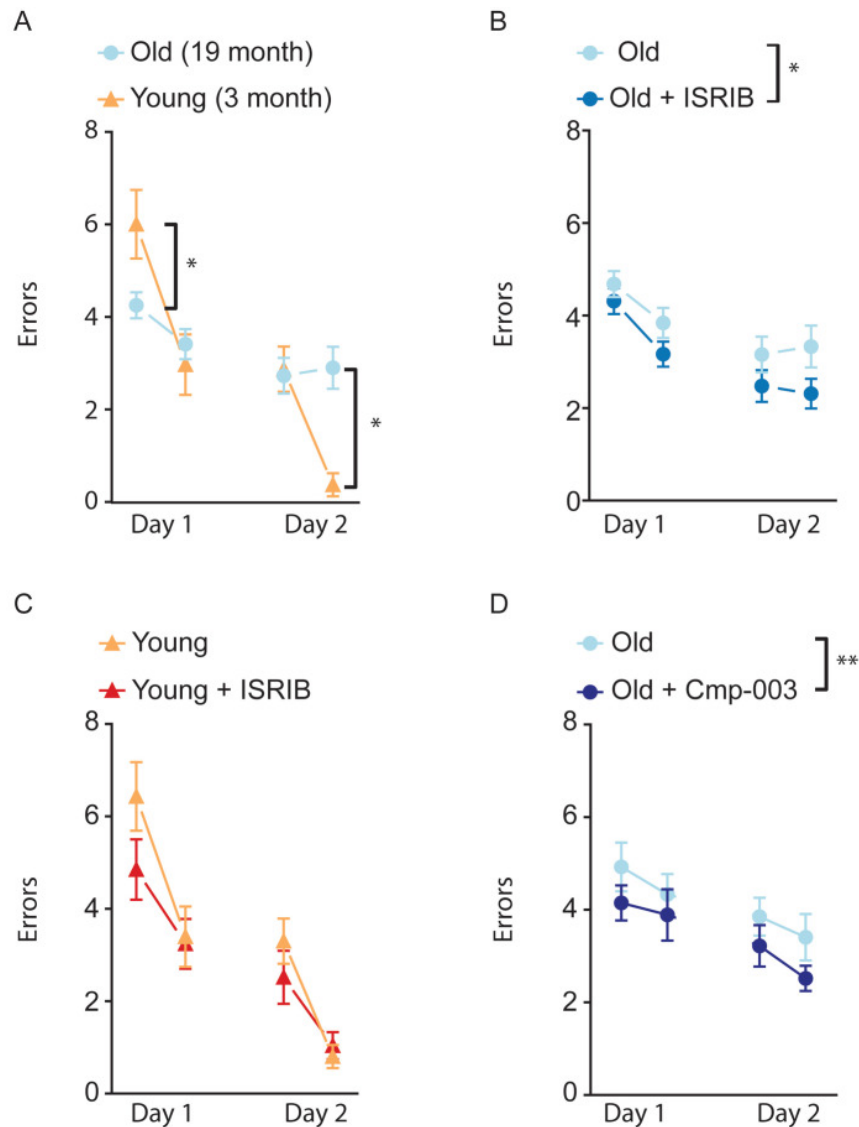 A
Old (19 month)
Young (3 month)
8
6
4
2
0
Errors
*
*
Day 1
Day 2
B
Old
Old + ISRIB
*
8
6
4
2
0
Errors
Day 1
Day 2
C
Young
Young + ISRIB
8
6
4
2
0
Errors
Day 1
Day 2
D
Old
Old + Cmp-003
**
8
6
4
2
0
Errors
Day 1
Day 2